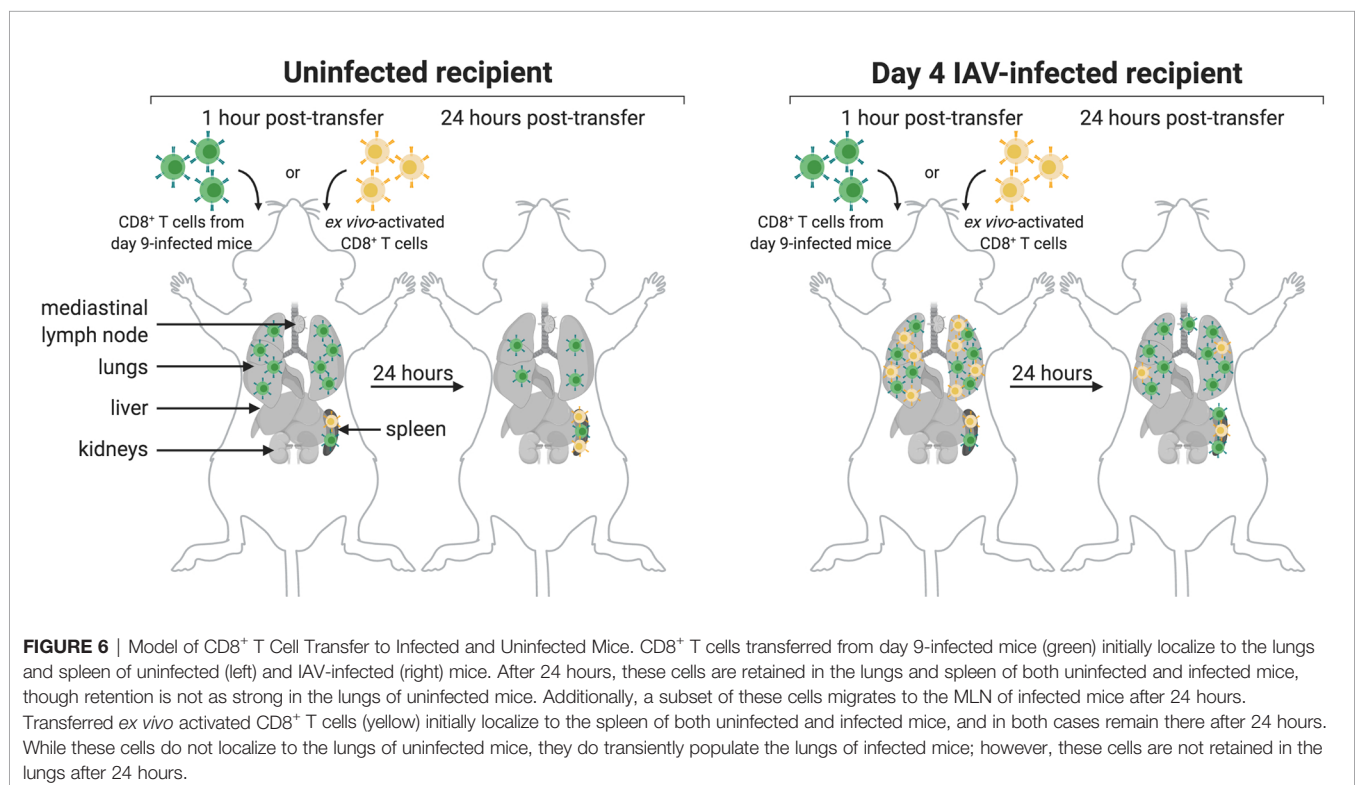 Uninfected recipient
1 hour post-transfer
24 hours post-transfer
or
CD8⁺ T cells from
day 9-infected mice
ex vivo-activated
CD8⁺ T cells
mediastinal
lymph node
lungs
liver
kidneys
24 hours
spleen
Day 4 IAV-infected recipient
1 hour post-transfer
24 hours post-transfer
or
CD8⁺ T cells from
day 9-infected mice
ex vivo-activated
CD8⁺ T cells
24 hours
FIGURE 6 | Model of CD8⁺ T Cell Transfer to Infected and Uninfected Mice. CD8⁺ T cells transferred from day 9-infected mice (green) initially localize to the lungs
and spleen of uninfected (left) and IAV-infected (right) mice. After 24 hours, these cells are retained in the lungs and spleen of both uninfected and infected mice,
though retention is not as strong in the lungs of uninfected mice. Additionally, a subset of these cells migrates to the MLN of infected mice after 24 hours.
Transferred ex vivo activated CD8⁺ T cells (yellow) initially localize to the spleen of both uninfected and infected mice, and in both cases remain there after 24 hours.
While these cells do not localize to the lungs of uninfected mice, they do transiently populate the lungs of infected mice; however, these cells are not retained in the
lungs after 24 hours.